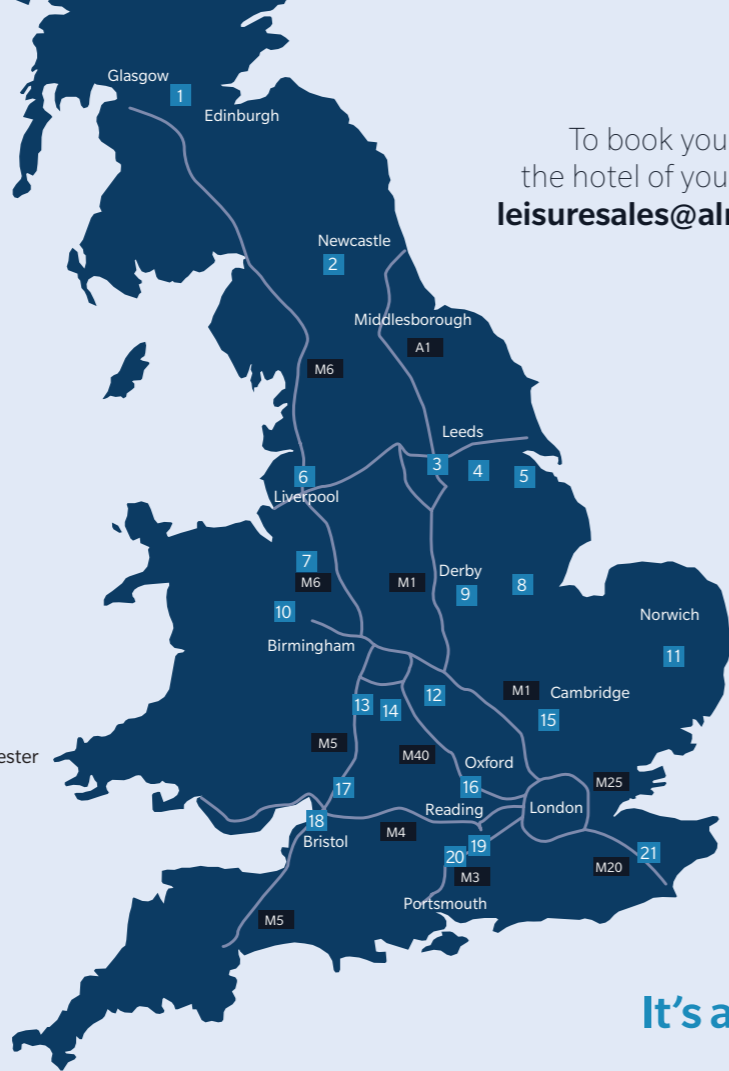 Glasgow
1
Edinburgh
To book you
the hotel of you
leisuresales@al
Newcastle
2
Middlesborough
A1
M6
Leeds
3
4
5
6
Liverpool
7
M6
M1
Derby
9
8
10
Norwich
Birmingham
11
13
14
12
M1
Cambridge
15
M5
M40
ester
Oxford
M25
17
16
Reading
London
18
Bristol
M4
19
20
M3
M20
21
Portsmouth
M5
It's a